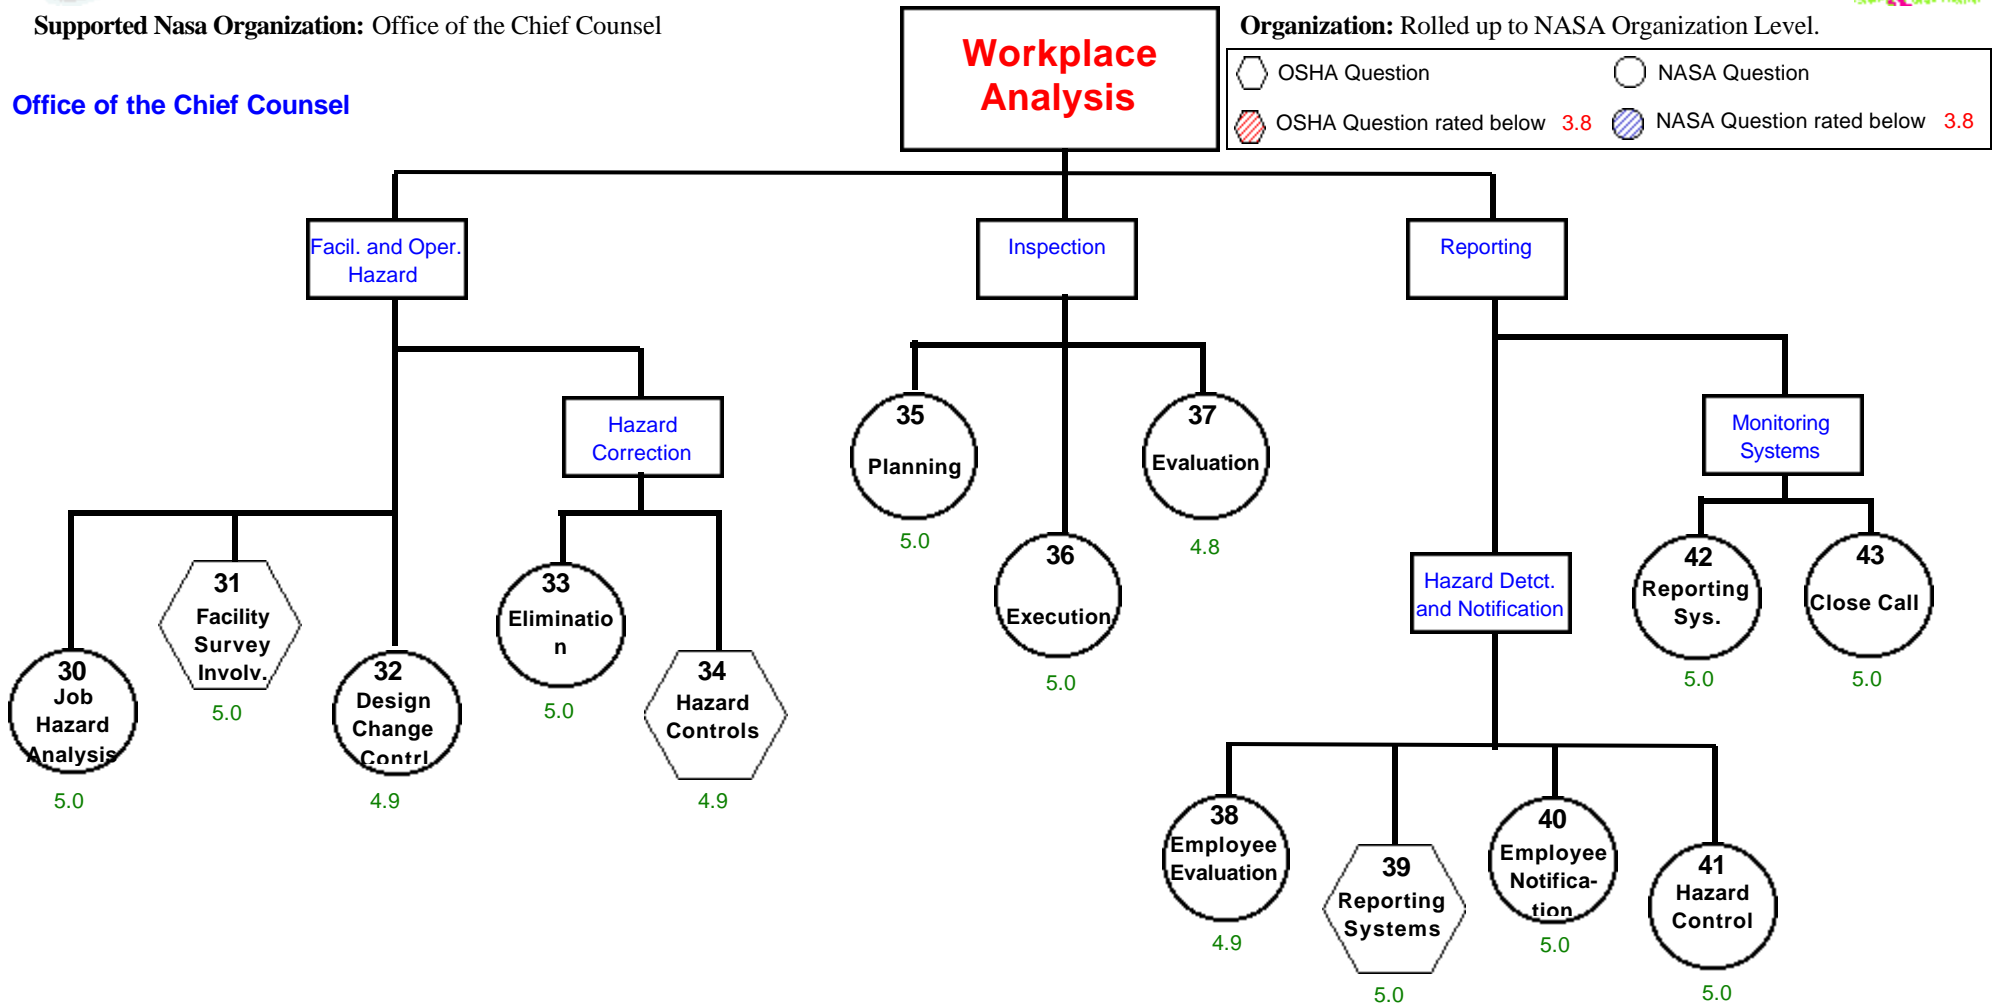 Supported Nasa Organization: Office of the Chief Counsel
Organization: Rolled up to NASA Organization Level.
Workplace
Analysis
OSHA Question
NASA Question
OSHA Question rated below 3.8
NASA Question rated below 3.8
Office of the Chief Counsel
Facil. and Oper.
Hazard
Inspection
Reporting
Hazard
Correction
Monitoring
Systems
Hazard Detct.
and Notification
30
Job
Hazard
Analysis
5.0
31
Facility
Survey
Involv.
5.0
32
Design
Change
Contrl
4.9
33
Eliminatio
n
5.0
34
Hazard
Controls
4.9
35
Planning
5.0
36
Execution
5.0
37
Evaluation
4.8
38
Employee
Evaluation
4.9
39
Reporting
Systems
5.0
40
Employee
Notifica-
tion
5.0
41
Hazard
Control
5.0
42
Reporting
Sys.
5.0
43
Close Call
5.0